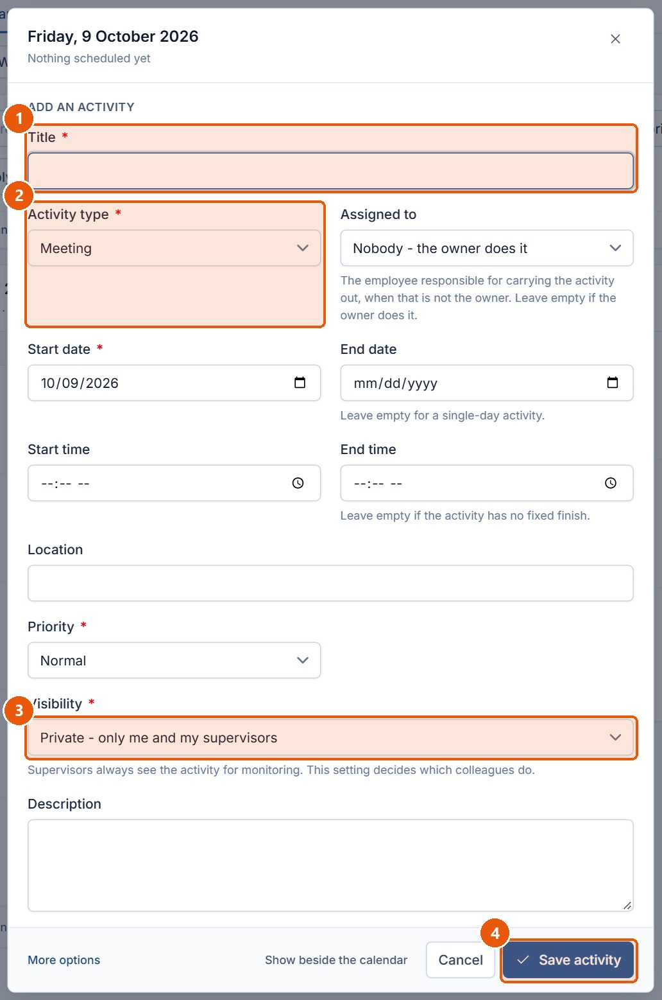 Friday, 9 October 2026
Nothing scheduled yet
ADD AN ACTIVITY
1
Title *
2
Activity type *
Assigned to
Meeting
Nobody - the owner does it
The employee responsible for carrying the activity
out, when that is not the owner. Leave empty if the
owner does it.
Start date *
End date
10/09/2026
mm/dd/yyyy
Leave empty for a single-day activity.
Start time
End time
--:-- --
--:-- --
Leave empty if the activity has no fixed finish.
Location
Priority *
Normal
3
Visibility *
Private - only me and my supervisors
Supervisors always see the activity for monitoring. This setting decides which colleagues do.
Description
4
More options
Show beside the calendar
Cancel
Save activity